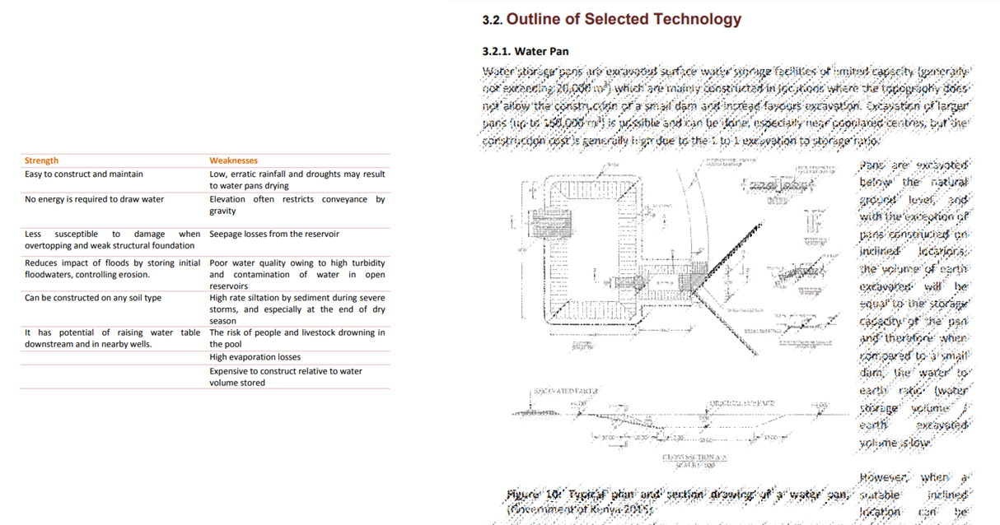 Strength Weaknesses
Easy to construct and maintain Low, erratic rainfall and droughts may result
to water pans drying
No energy is required to draw water Elevation often restricts conveyance by
gravity
Less susceptible to damage when Seepage losses from the reservoir
overtopping and weak structural foundation
Reduces impact of floods by storing initial Poor water quality owing to high turbidity
floodwaters, controlling erosion. and contamination of water in open
reservoirs
Can be constructed on any soil type High rate siltation by sediment during severe
storms, and especially at the end of dry
season
It has potential of raising water table The risk of people and livestock drowning in
downstream and in nearby wells. the pool
High evaporation losses
Expensive to construct relative to water
volume stored
3.2. Outline of Selected Technology
3.2.1. Water Pan
Water storage pans are excavated surface water storage facilities of limited capacity (generally
not exceeding 20,000 m³) which are mainly constructed in locations where the topography does
not allow the construction of a small dam and instead favours excavation. Excavation of larger
pans (up to 150,000 m³) is possible and can be done, especially near populated centres, but the
construction cost is generally high due to the 1 to 1 excavation to storage ratio.
Pans are excavated
below the natural
ground level, and
with the exception of
pans constructed on
inclined locations,
the volume of earth
excavated will be
equal to the storage
capacity of the pan
and therefore when
compared to a small
dam, the water to
earth ratio (water
storage volume /
earth excavated
volume is low.
However, when a
suitable inclined
location can be
EXCAVATED EARTH
ORIGINAL SURFACE
CROSS SECTION A-A
Figure 10: Typical plan and section drawing of a water pan,
(Government of Kenya 2015)